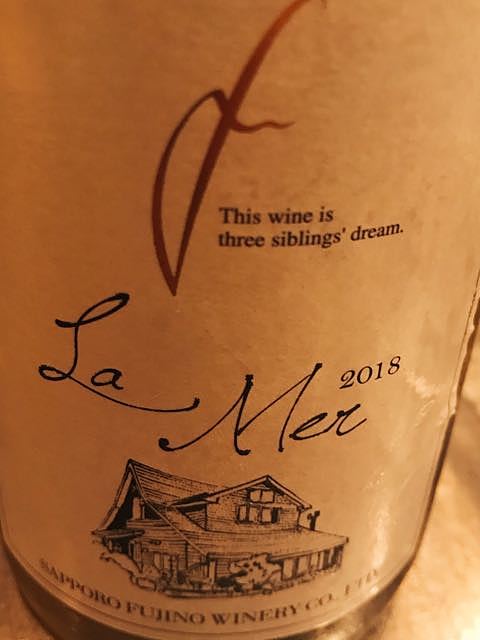 This wine is
three siblings' dream.
La Mer 2018
SAPPORO FUJINO WINERY CO., LTD.